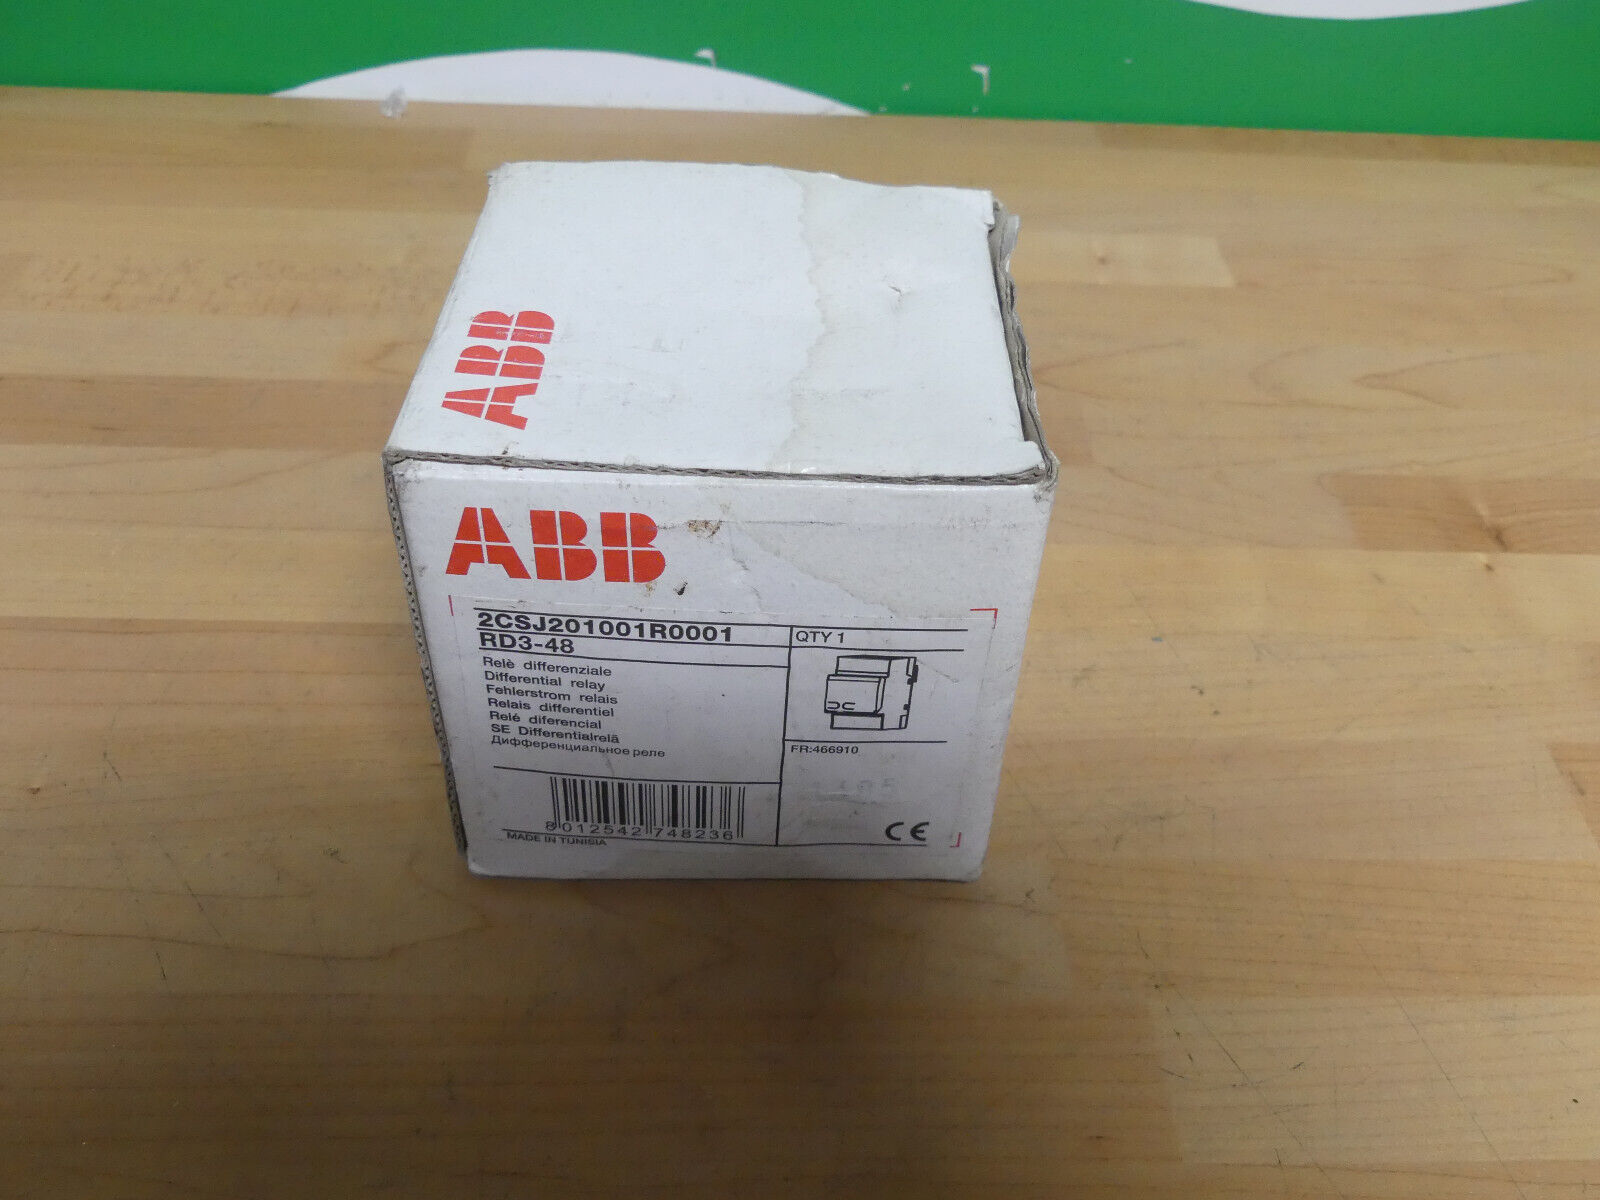 ABB
ABB
2CSJ201001R0001
RD3-48
QTY 1
Relè differenziale
Differential relay
Fehlerstrom relais
Relais differentiel
Relé diferencial
SE Differentialrelä
Дифференциальное реле
FR:466910
8 012542 748236
MADE IN TUNISIA
CE